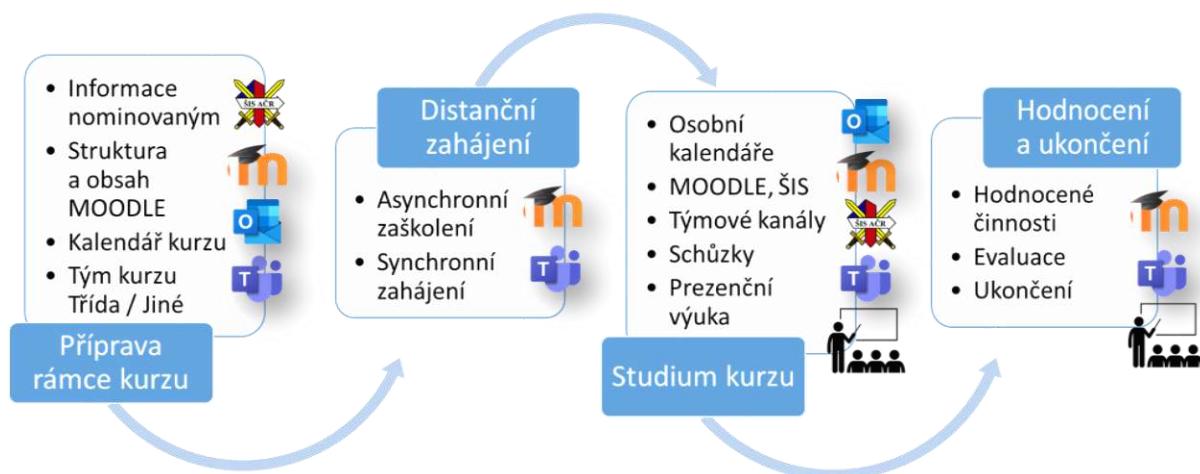 • Informace
nominovaným
• Struktura
a obsah
MOODLE
• Kalendář kurzu
• Tým kurzu
Třída / Jiné
ŠIS AČR
m
O
T
Příprava
rámce kurzu
Distanční
zahájení
• Asynchronní
zaškolení
• Synchronní
zahájení
m
T
• Osobní
kalendáře
• MOODLE, ŠIS
• Týmové kanály
• Schůzky
• Prezenční
výuka
O
m
ŠIS AČR
T
Studium kurzu
Hodnocení
a ukončení
• Hodnocené
činnosti
• Evaluace
• Ukončení
m
T